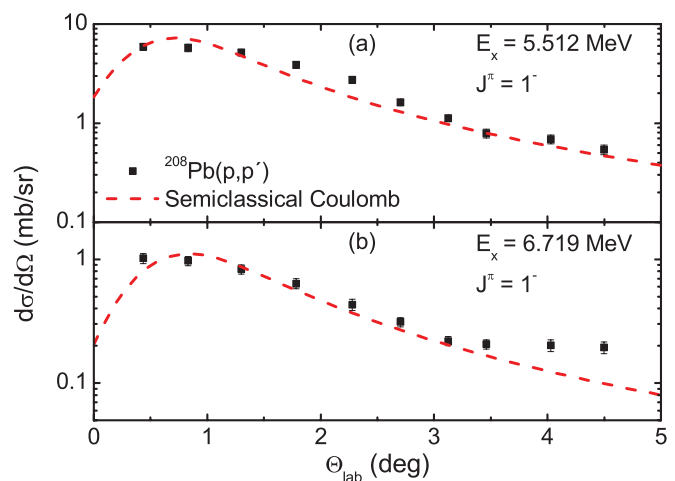 10
(a)
E_x = 5.512 MeV
J^π = 1^-
1
^208Pb(p,p´)
Semiclassical Coulomb
0.1
dσ/dΩ (mb/sr)
(b)
E_x = 6.719 MeV
1
J^π = 1^-
0.1
0 1 2 3 4 5
Θ_lab (deg)